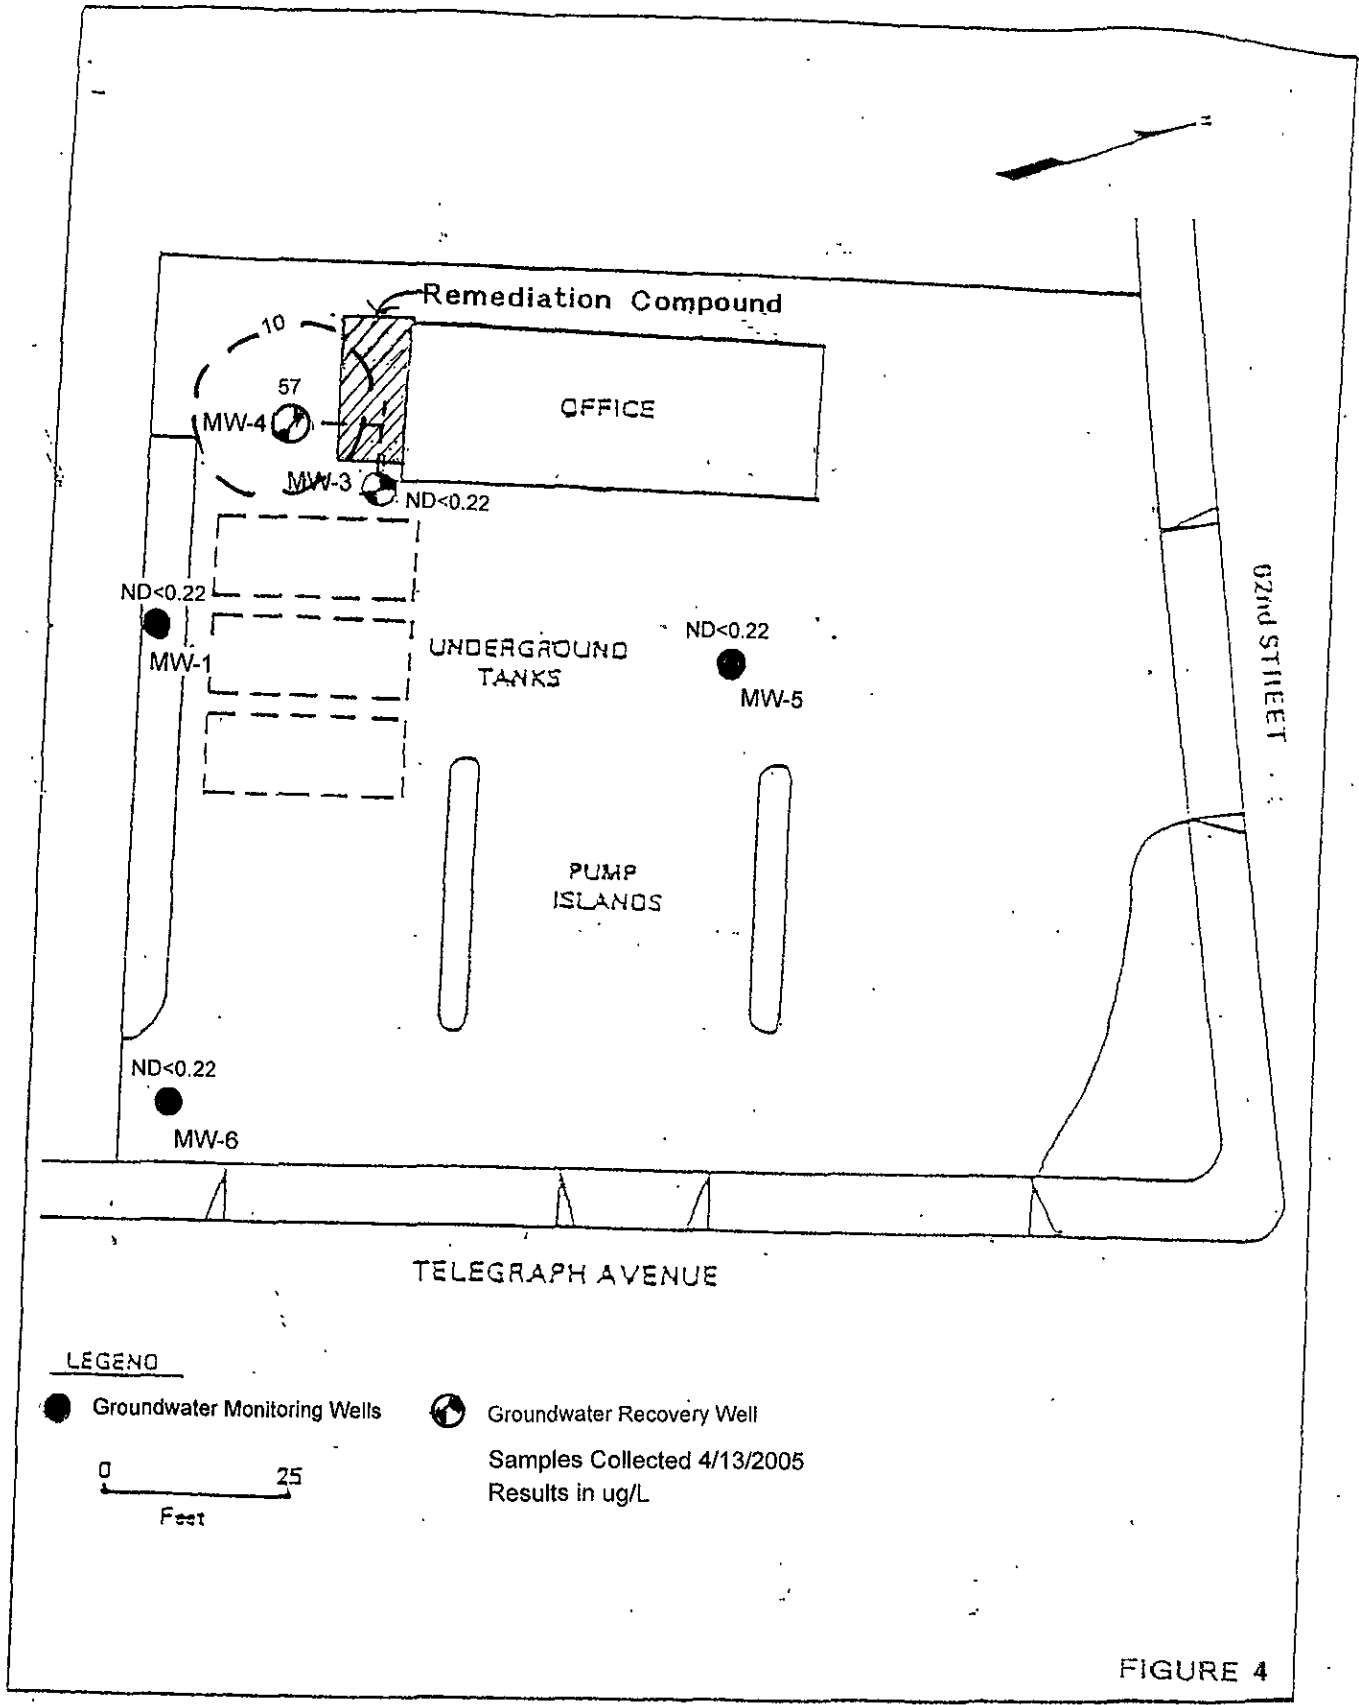 Remediation Compound
10
57
OFFICE
MW-4
MW-3
ND<0.22
ND<0.22
MW-1
UNDERGROUND
TANKS
ND<0.22
MW-5
62nd STREET
PUMP
ISLANDS
ND<0.22
MW-6
TELEGRAPH AVENUE
LEGEND
Groundwater Monitoring Wells
Groundwater Recovery Well
Samples Collected 4/13/2005
Results in ug/L
0 25
Feet
FIGURE 4